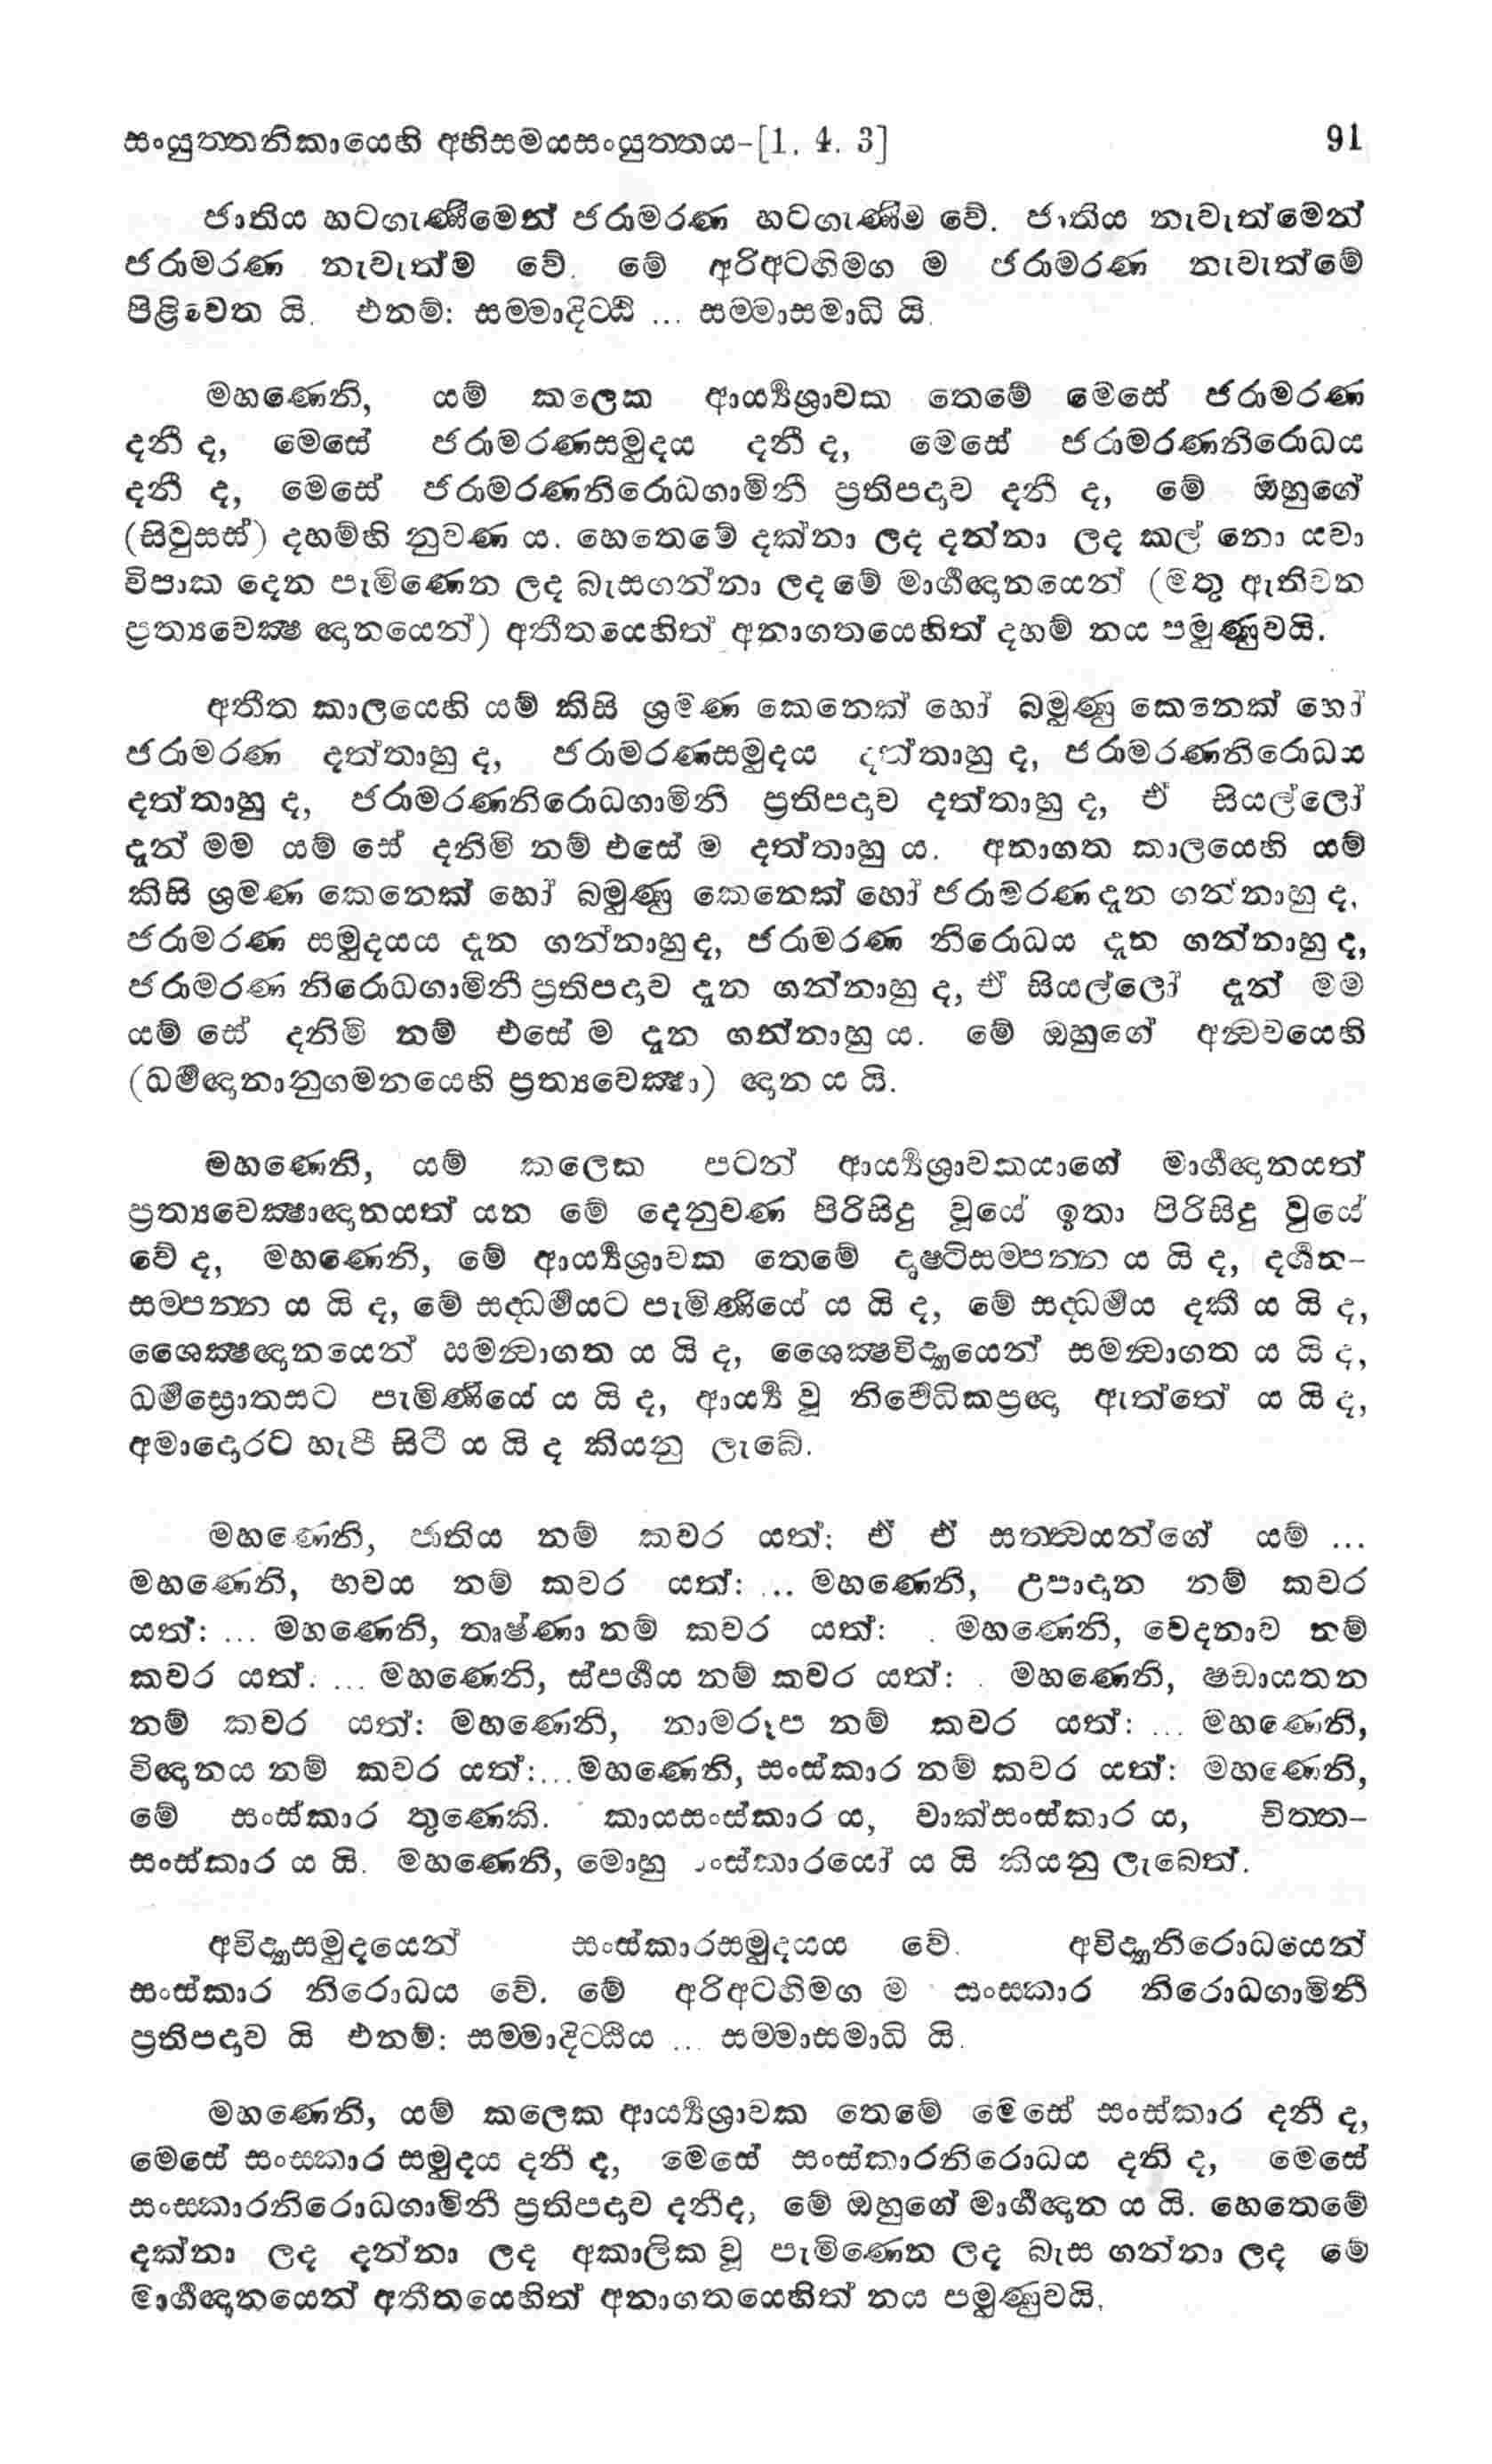 සංයුත්තනිකායෙහි අභිසමයසංයුත්තය-[1. 4. 3] 91
ජාතිය හටගැණීමෙන් ජරාමරණ හටගැණීම වේ. ජාතිය නැවැත්මෙන්
ජරාමරණ නැවැත්ම වේ. මේ අරිඅටඟිමග ම ජරාමරණ නැවැත්මේ
පිළිවෙත යි. එනම්: සම්මාදිට්ඨි ... සම්මාසමාධි යි.
මහණෙනි, යම් කලෙක ආර්‍ය්‍යශ්‍රාවක තෙමේ මෙසේ ජරාමරණ
දනී ද, මෙසේ ජරාමරණසමුදය දනී ද, මෙසේ ජරාමරණනිරොධය
දනී ද, මෙසේ ජරාමරණනිරොධගාමිනී ප්‍රතිපදාව දනී ද, මේ ඔහුගේ
(සිවුසස්) දහම්හි නුවණ ය. හෙතෙමේ දක්නා ලද දන්නා ලද කල් නො යවා
විපාක දෙන පැමිණෙන ලද බැසගන්නා ලද මේ මාර්‍ගඥානයෙන් (මතු ඇතිවන
ප්‍රත්‍යවෙක්‍ෂ ඥානයෙන්) අතීතයෙහිත් අනාගතයෙහිත් දහම් නය පමුණුවයි.
අතීත කාලයෙහි යම් කිසි ශ්‍රමණ කෙනෙක් හෝ බමුණු කෙනෙක් හෝ
ජරාමරණ දත්තාහු ද, ජරාමරණසමුදය දත්තාහු ද, ජරාමරණනිරොධය
දත්තාහු ද, ජරාමරණනිරොධගාමිනී ප්‍රතිපදාව දත්තාහු ද, ඒ සියල්ලෝ
දැන් මම යම් සේ දනිමි නම් එසේ ම දත්තාහු ය. අනාගත කාලයෙහි යම්
කිසි ශ්‍රමණ කෙනෙක් හෝ බමුණු කෙනෙක් හෝ ජරාමරණ දැන ගන්නාහු ද,
ජරාමරණ සමුදයය දැන ගන්නාහු ද, ජරාමරණ නිරොධය දැන ගන්නාහු ද,
ජරාමරණ නිරොධගාමිනී ප්‍රතිපදාව දැන ගන්නාහු ද, ඒ සියල්ලෝ දැන් මම
යම් සේ දනිමි නම් එසේ ම දැන ගන්නාහු ය. මේ ඔහුගේ අන්‍වයෙහි
(ධර්‍මඥානානුගමනයෙහි ප්‍රත්‍යවෙක්‍ෂා) ඥාන ය යි.
මහණෙනි, යම් කලෙක පටන් ආර්‍ය්‍යශ්‍රාවකයාගේ මාර්‍ගඥානයත්
ප්‍රත්‍යවෙක්‍ෂාඥානයත් යන මේ දෙනුවණ පිරිසිදු වූයේ ඉතා පිරිසිදු වූයේ
වේ ද, මහණෙනි, මේ ආර්‍ය්‍යශ්‍රාවක තෙමේ දෘෂ්ටිසම්පන්න ය යි ද, දර්‍ශන-
සම්පන්න ය යි ද, මේ සද්ධර්‍මයට පැමිණියේ ය යි ද, මේ සද්ධර්‍මය දකී ය යි ද,
ශෛක්‍ෂඥානයෙන් සමන්‍වාගත ය යි ද, ශෛක්‍ෂවිද්‍යායෙන් සමන්‍වාගත ය යි ද,
ධර්‍මස්‍රොතසට පැමිණියේ ය යි ද, ආර්‍ය්‍ය වූ නිර්‍වේධිකප්‍රඥා ඇත්තේ ය යි ද,
අමාදොරට හැපී සිටී ය යි ද කියනු ලැබේ.
මහණෙනි, ජාතිය නම් කවර යත්: ඒ ඒ සත්ත්‍වයන්ගේ යම් ...
මහණෙනි, භවය නම් කවර යත්: ... මහණෙනි, උපාදාන නම් කවර
යත්: ... මහණෙනි, තෘෂ්ණා නම් කවර යත්: . මහණෙනි, වෙදනාව නම්
කවර යත්. ... මහණෙනි, ස්පර්‍ශය නම් කවර යත්: . මහණෙනි, ෂඩායතන
නම් කවර යත්: මහණෙනි, නාමරූප නම් කවර යත්: ... මහණෙනි,
විඥානය නම් කවර යත්:...මහණෙනි, සංස්කාර නම් කවර යත්: මහණෙනි,
මේ සංස්කාර තුණෙකි. කායසංස්කාර ය, වාක්සංස්කාර ය, චිත්ත-
සංස්කාර ය යි. මහණෙනි, මොහු සංස්කාරයෝ ය යි කියනු ලැබෙත්.
අවිද්‍යාසමුදයෙන් සංස්කාරසමුදයය වේ. අවිද්‍යානිරොධයෙන්
සංස්කාර නිරොධය වේ. මේ අරිඅටඟිමග ම සංසකාර නිරොධගාමිනී
ප්‍රතිපදාව යි එනම්: සම්මාදිට්ඨිය ... සම්මාසමාධි යි.
මහණෙනි, යම් කලෙක ආර්‍ය්‍යශ්‍රාවක තෙමේ මෙසේ සංස්කාර දනී ද,
මෙසේ සංසකාර සමුදය දනී ද, මෙසේ සංස්කාරනිරොධය දනී ද, මෙසේ
සංසකාරනිරොධගාමිනී ප්‍රතිපදාව දනීද, මේ ඔහුගේ මාර්‍ගඥාන ය යි. හෙතෙමේ
දක්නා ලද දන්නා ලද අකාලික වූ පැමිණෙන ලද බැස ගන්නා ලද මේ
මාර්‍ගඥානයෙන් අතීතයෙහිත් අනාගතයෙහිත් නය පමුණුවයි.